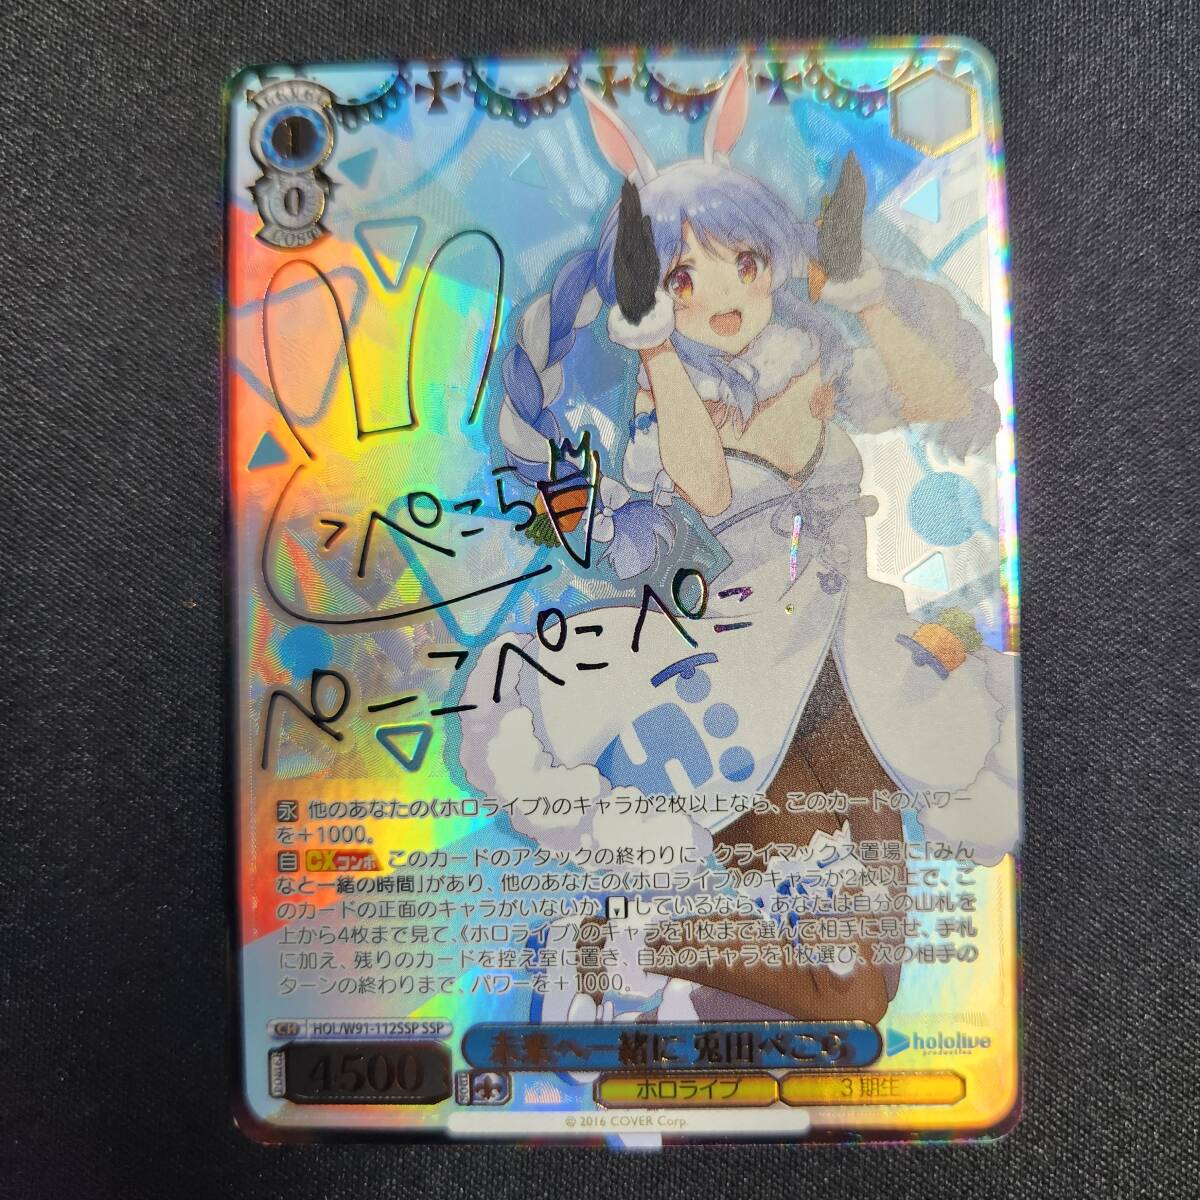 LEVEL
1
0
COST
ぺこら
ぺこーぺこぺこ
永 他のあなたの《ホロライブ》のキャラが2枚以上なら、このカードのパワー
を＋1000。
自 CXコンボ このカードのアタックの終わりに、クライマックス置場に「みん
なと一緒の時間」があり、他のあなたの《ホロライブ》のキャラが2枚以上で、こ
のカードの正面のキャラがいないかしているなら、あなたは自分の山札を
上から4枚まで見て、《ホロライブ》のキャラを1枚まで選んで相手に見せ、手札
に加え、残りのカードを控え室に置き、自分のキャラを1枚選び、次の相手の
ターンの終わりまで、パワーを＋1000。
CH HOL/W91-112SSP SSP
未来へ一緒に 兎田ぺこら
hololive
production
POWER 4500 SOUL
ホロライブ 3期生
© 2016 COVER Corp.